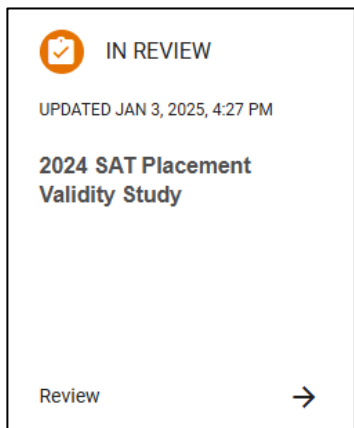 IN REVIEW
UPDATED JAN 3, 2025, 4:27 PM
2024 SAT Placement
Validity Study
Review